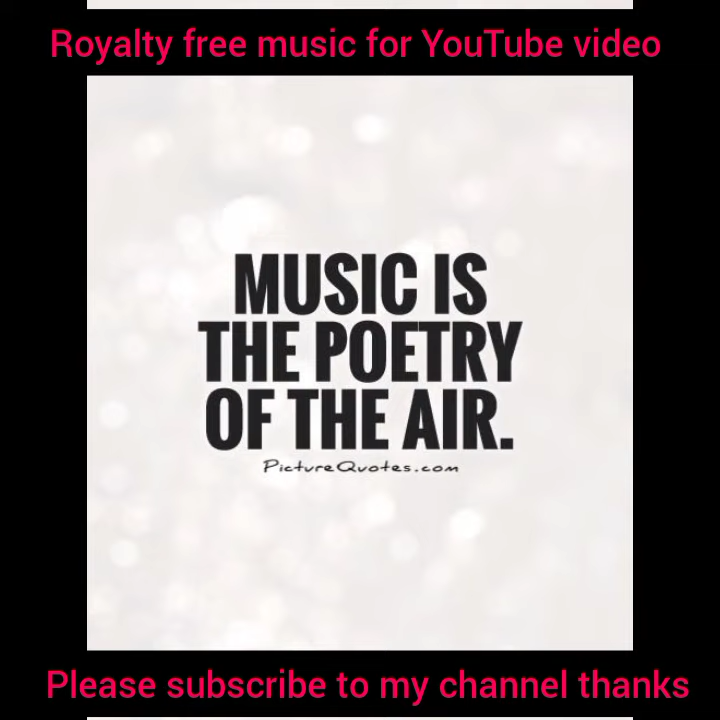 Royalty free music for YouTube video
MUSIC IS
THE POETRY
OF THE AIR.
PictureQuotes.com
Please subscribe to my channel thanks